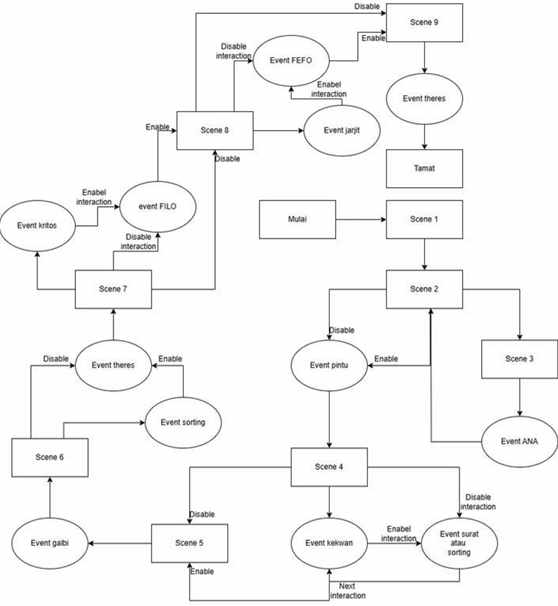 Disable
Scene 9
Disable
interaction
Event FEFO
Enable
Enabel
interaction
Event theres
Enable
Scene 8
Event jarjit
Disable
Tamat
Enabel
interaction
event FILO
Event kritos
Disable
interaction
Mulai
Scene 1
Scene 7
Scene 2
Disable
Scene 3
Disable
Event theres
Enable
Event pintu
Enable
Event sorting
Event ANA
Scene 6
Scene 4
Disable
interaction
Disable
Event galbi
Scene 5
Event kekwan
Enabel
interaction
Event surat
atau
sorting
Enable
Next
interaction